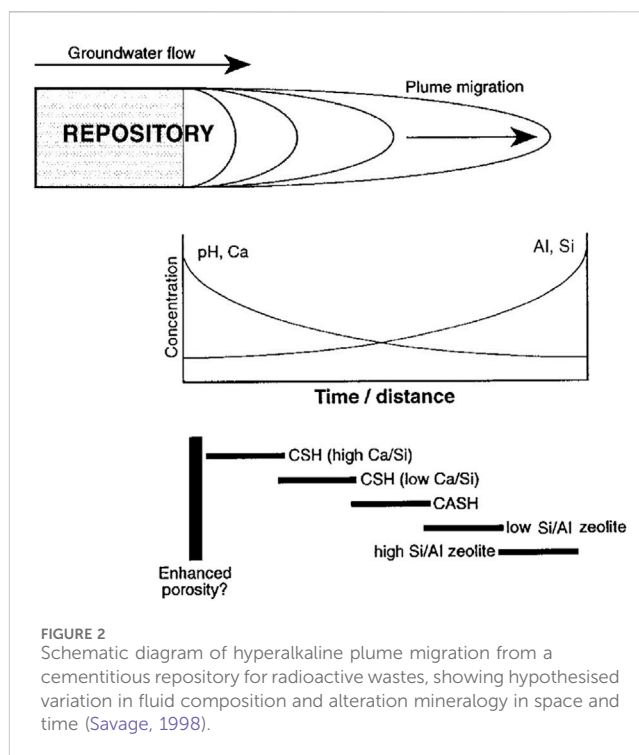 Groundwater flow
Plume migration
REPOSITORY
pH, Ca
Al, Si
Concentration
Time / distance
CSH (high Ca/Si)
CSH (low Ca/Si)
CASH
low Si/Al zeolite
high Si/Al zeolite
Enhanced
porosity?
FIGURE 2
Schematic diagram of hyperalkaline plume migration from a
cementitious repository for radioactive wastes, showing hypothesised
variation in fluid composition and alteration mineralogy in space and
time (Savage, 1998).